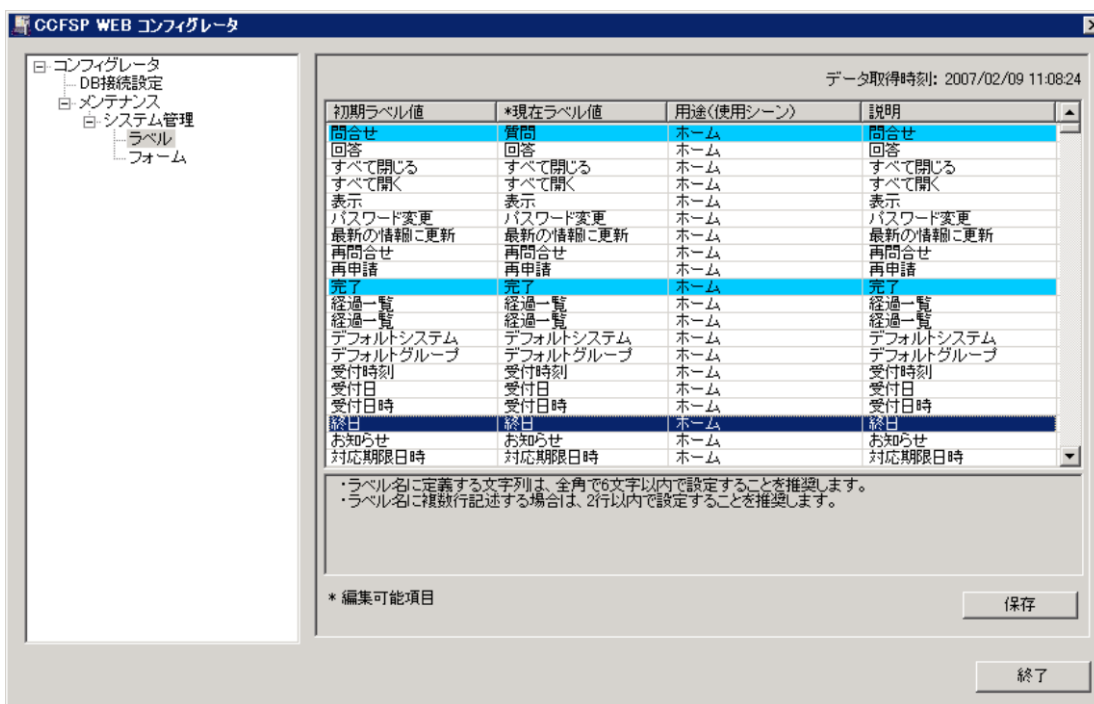 CCFSP WEB コンフィグレータ
コンフィグレータ
DB接続設定
メンテナンス
システム管理
ラベル
フォーム
データ取得時刻: 2007/02/09 11:08:24
初期ラベル値 *現在ラベル値 用途(使用シーン) 説明
問合せ 質問 ホーム 問合せ
回答 回答 ホーム 回答
すべて閉じる すべて閉じる ホーム すべて閉じる
すべて開く すべて開く ホーム すべて開く
表示 表示 ホーム 表示
パスワード変更 パスワード変更 ホーム パスワード変更
最新の情報に更新 最新の情報に更新 ホーム 最新の情報に更新
再問合せ 再問合せ ホーム 再問合せ
再申請 再申請 ホーム 再申請
完了 完了 ホーム 完了
経過一覧 経過一覧 ホーム 経過一覧
経過一覧 経過一覧 ホーム 経過一覧
デフォルトシステム デフォルトシステム ホーム デフォルトシステム
デフォルトグループ デフォルトグループ ホーム デフォルトグループ
受付時刻 受付時刻 ホーム 受付時刻
受付日 受付日 ホーム 受付日
受付日時 受付日時 ホーム 受付日時
終日 終日 ホーム 終日
お知らせ お知らせ ホーム お知らせ
対応期限日時 対応期限日時 ホーム 対応期限日時
・ラベル名に定義する文字列は、全角で6文字以内で設定することを推奨します。
・ラベル名に複数行記述する場合は、2行以内で設定することを推奨します。
* 編集可能項目
保存
終了